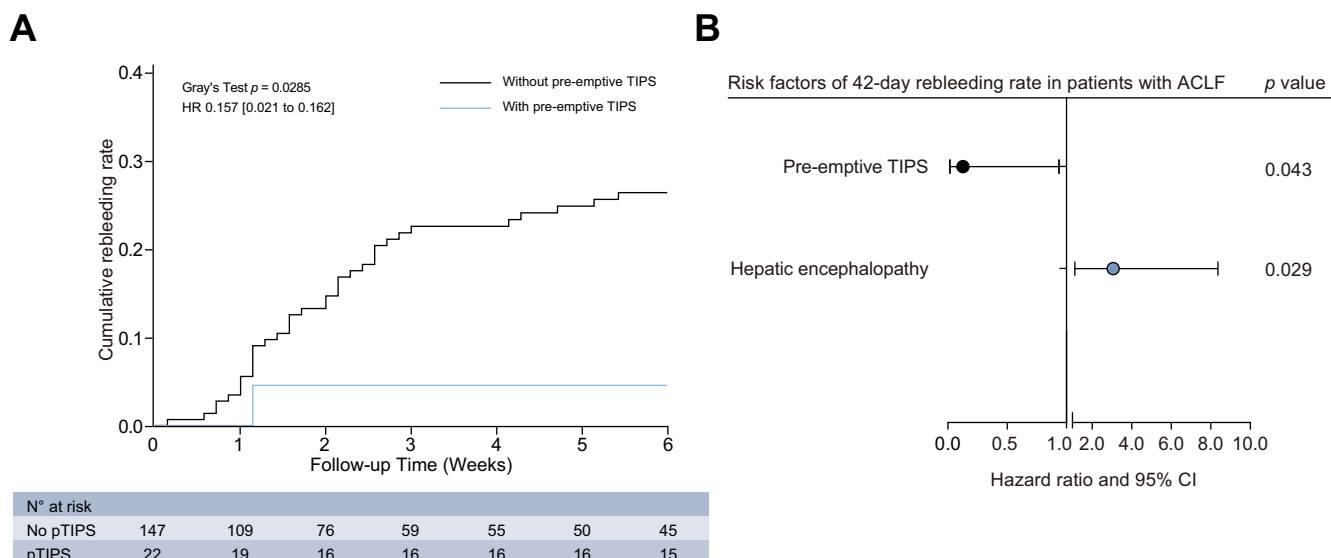 A
B
0.4
0.3
0.2
0.1
0.0
Cumulative rebleeding rate
Gray's Test p = 0.0285
HR 0.157 [0.021 to 0.162]
Without pre-emptive TIPS
With pre-emptive TIPS
0 1 2 3 4 5 6
Follow-up Time (Weeks)
N° at risk
No pTIPS 147 109 76 59 55 50 45
pTIPS 22 19 16 16 16 16 15
Risk factors of 42-day rebleeding rate in patients with ACLF p value
Pre-emptive TIPS 0.043
Hepatic encephalopathy 0.029
0.0 0.5 1.0 2.0 4.0 6.0 8.0 10.0
Hazard ratio and 95% CI